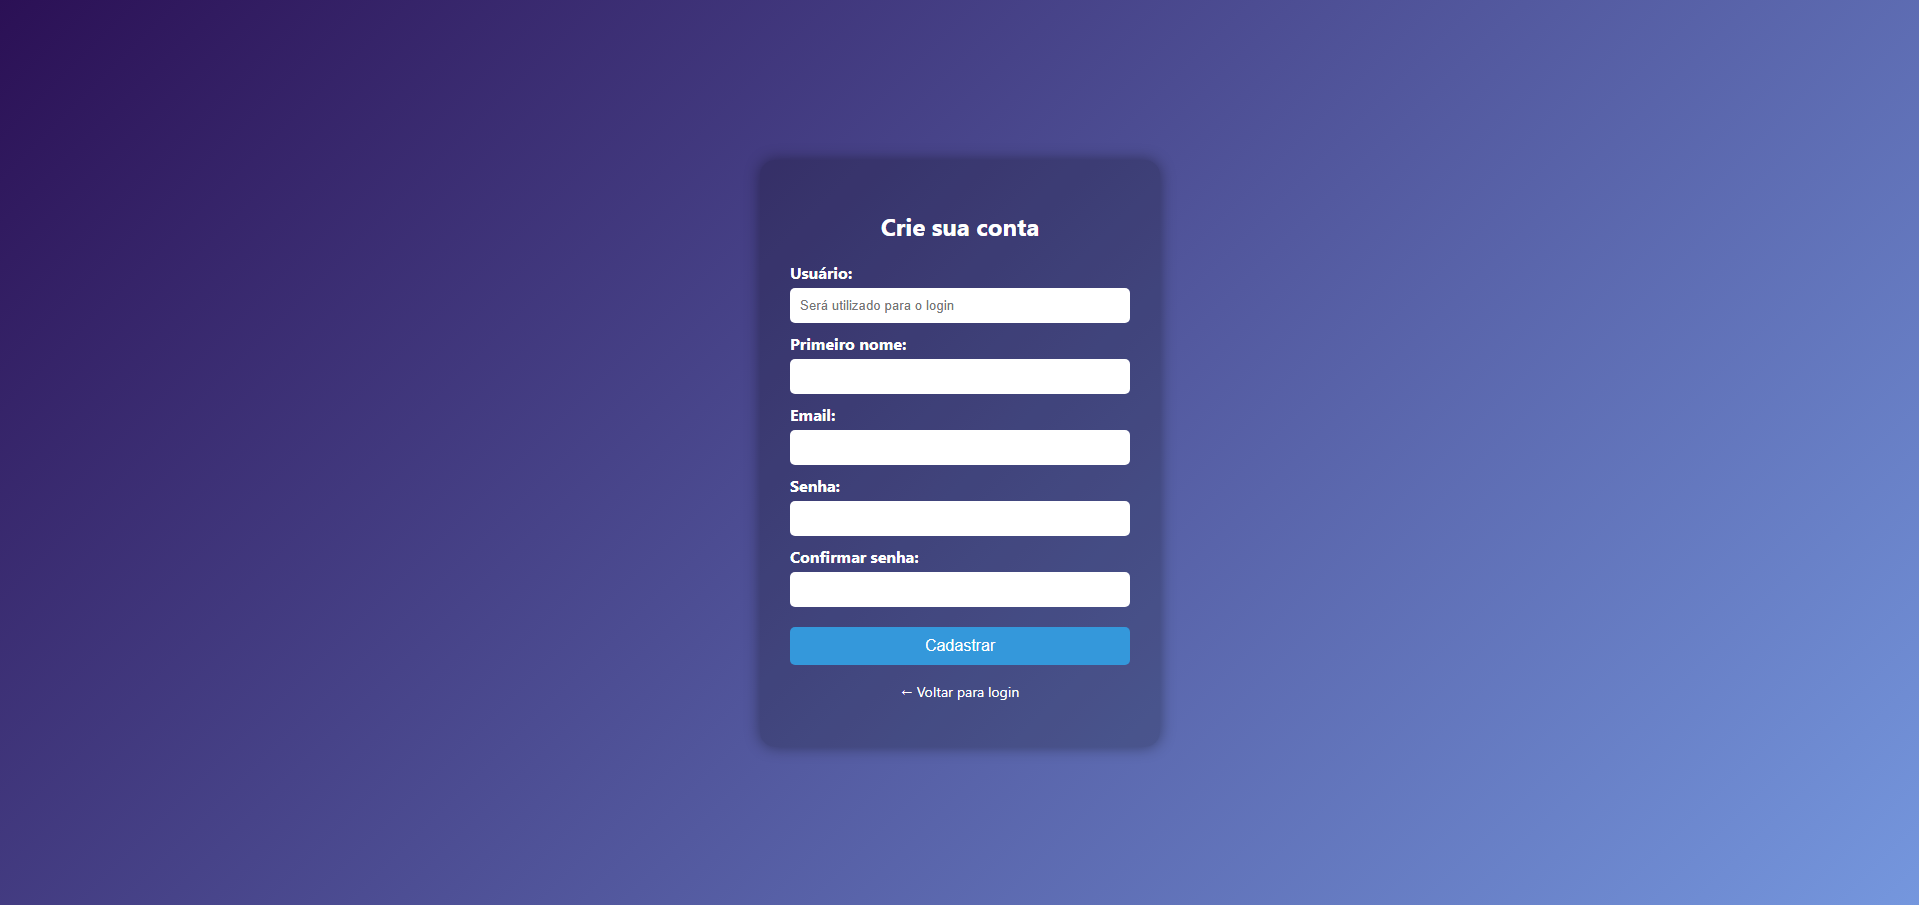 Crie sua conta
Usuário:
Será utilizado para o login
Primeiro nome:
Email:
Senha:
Confirmar senha:
Cadastrar
← Voltar para login